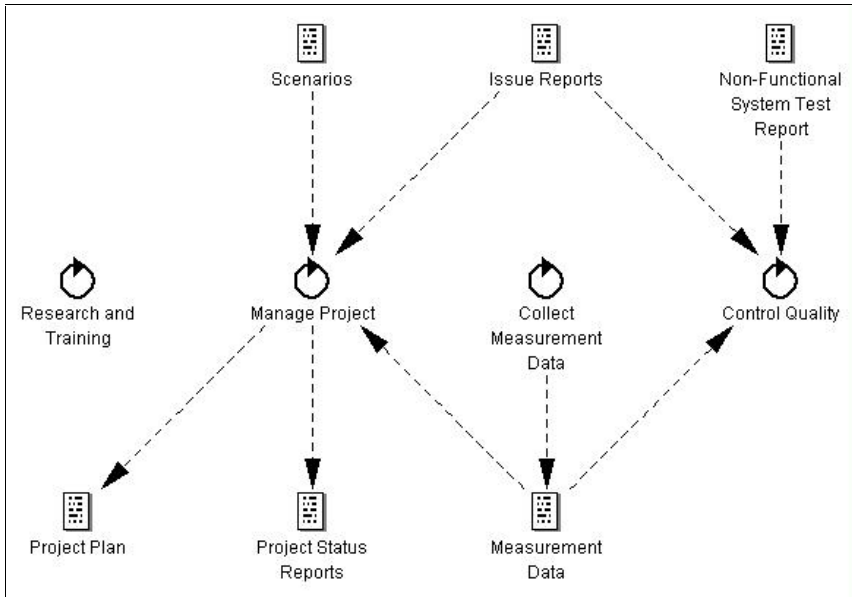 Scenarios
Issue Reports
Non-Functional
System Test
Report
Research and
Training
Manage Project
Collect
Measurement
Data
Control Quality
Project Plan
Project Status
Reports
Measurement
Data